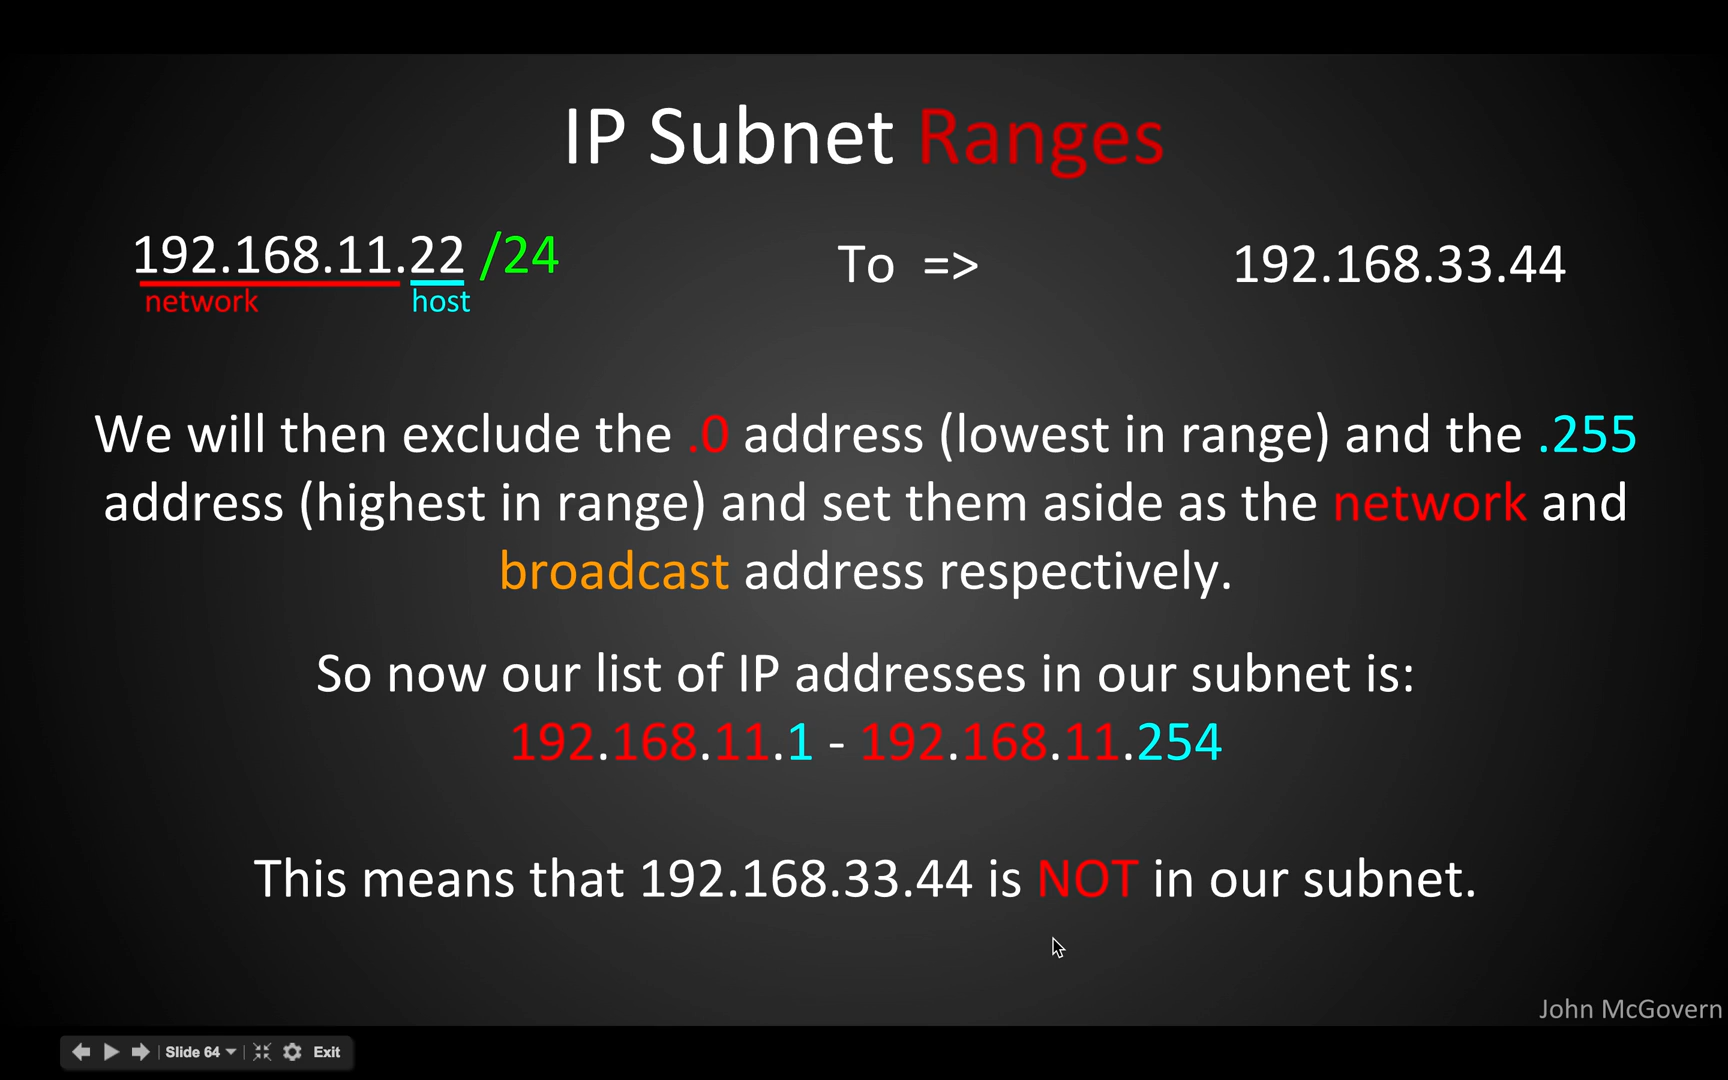 IP Subnet Ranges
192.168.11.22 /24 To => 192.168.33.44
network host
We will then exclude the .0 address (lowest in range) and the .255
address (highest in range) and set them aside as the network and
broadcast address respectively.
So now our list of IP addresses in our subnet is:
192.168.11.1 - 192.168.11.254
This means that 192.168.33.44 is NOT in our subnet.
John McGovern
Slide 64 Exit